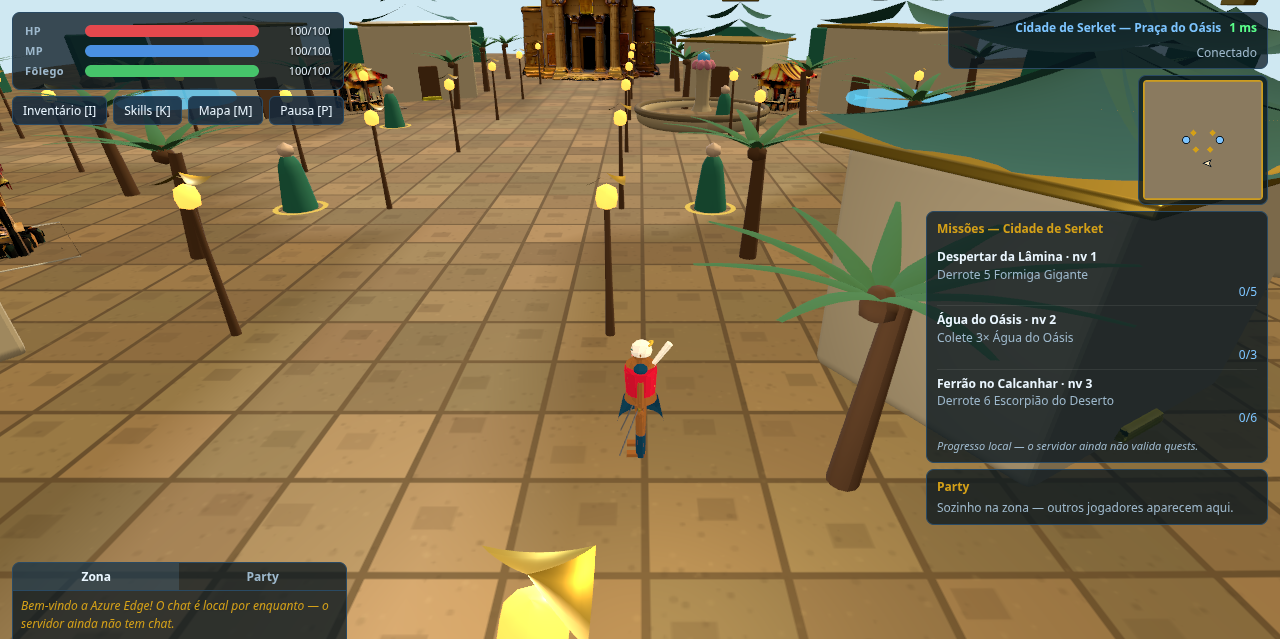 HP 100/100
MP 100/100
Fôlego 100/100
Inventário [I] Skills [K] Mapa [M] Pausa [P]
Cidade de Serket — Praça do Oásis 1 ms
Conectado
Missões — Cidade de Serket
Despertar da Lâmina · nv 1
Derrote 5 Formiga Gigante
0/5
Água do Oásis · nv 2
Colete 3× Água do Oásis
0/3
Ferrão no Calcanhar · nv 3
Derrote 6 Escorpião do Deserto
0/6
Progresso local — o servidor ainda não valida quests.
Party
Sozinho na zona — outros jogadores aparecem aqui.
Zona Party
Bem-vindo a Azure Edge! O chat é local por enquanto — o
servidor ainda não tem chat.